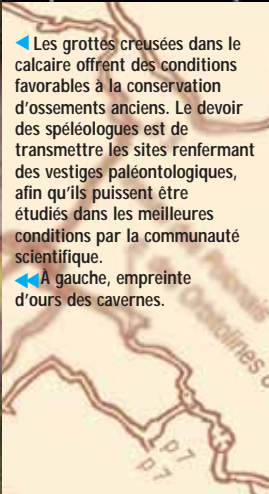 Les grottes creusées dans le
calcaire offrent des conditions
favorables à la conservation
d'ossements anciens. Le devoir
des spéléologues est de
transmettre les sites renfermant
des vestiges paléontologiques,
afin qu'ils puissent être
étudiés dans les meilleures
conditions par la communauté
scientifique.
À gauche, empreinte
d'ours des cavernes.
p 7
p 7